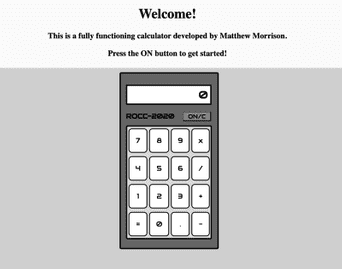 Welcome!
This is a fully functioning calculator developed by Matthew Morrison.
Press the ON button to get started!
0
ROCC-2020 ON/C
7 8 9 x
4 5 6 /
1 2 3 +
= 0 . -